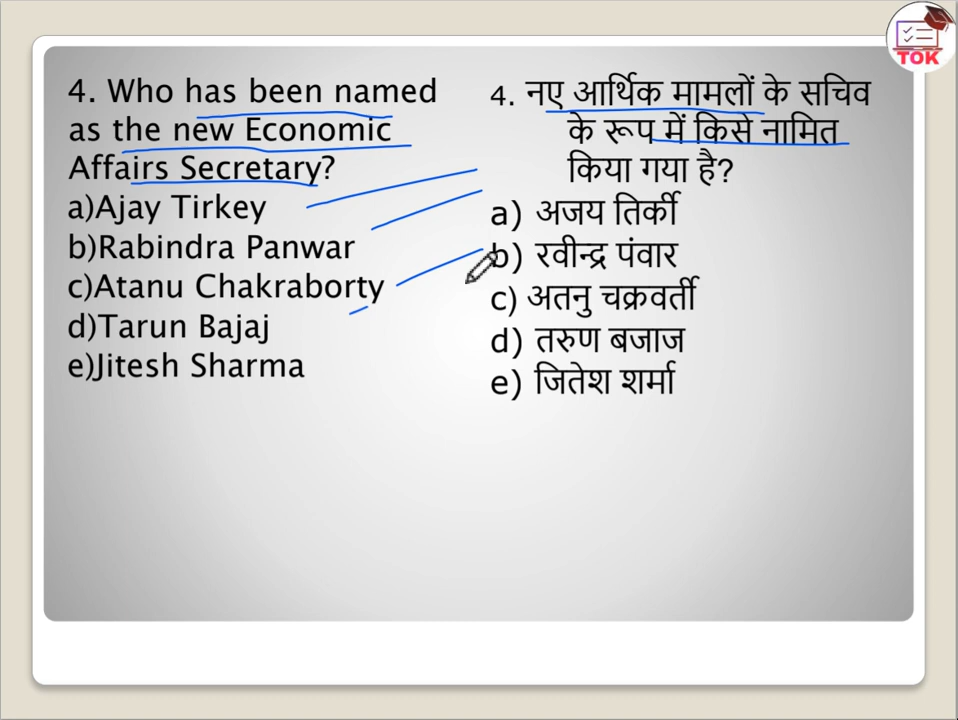 4. Who has been named
as the new Economic
Affairs Secretary?
a)Ajay Tirkey
b)Rabindra Panwar
c)Atanu Chakraborty
d)Tarun Bajaj
e)Jitesh Sharma
4. नए आर्थिक मामलों के सचिव
के रूप में किसे नामित
किया गया है?
a) अजय तिर्की
b) रवीन्द्र पंवार
c) अतनु चक्रवर्ती
d) तरुण बजाज
e) जितेश शर्मा
TOK